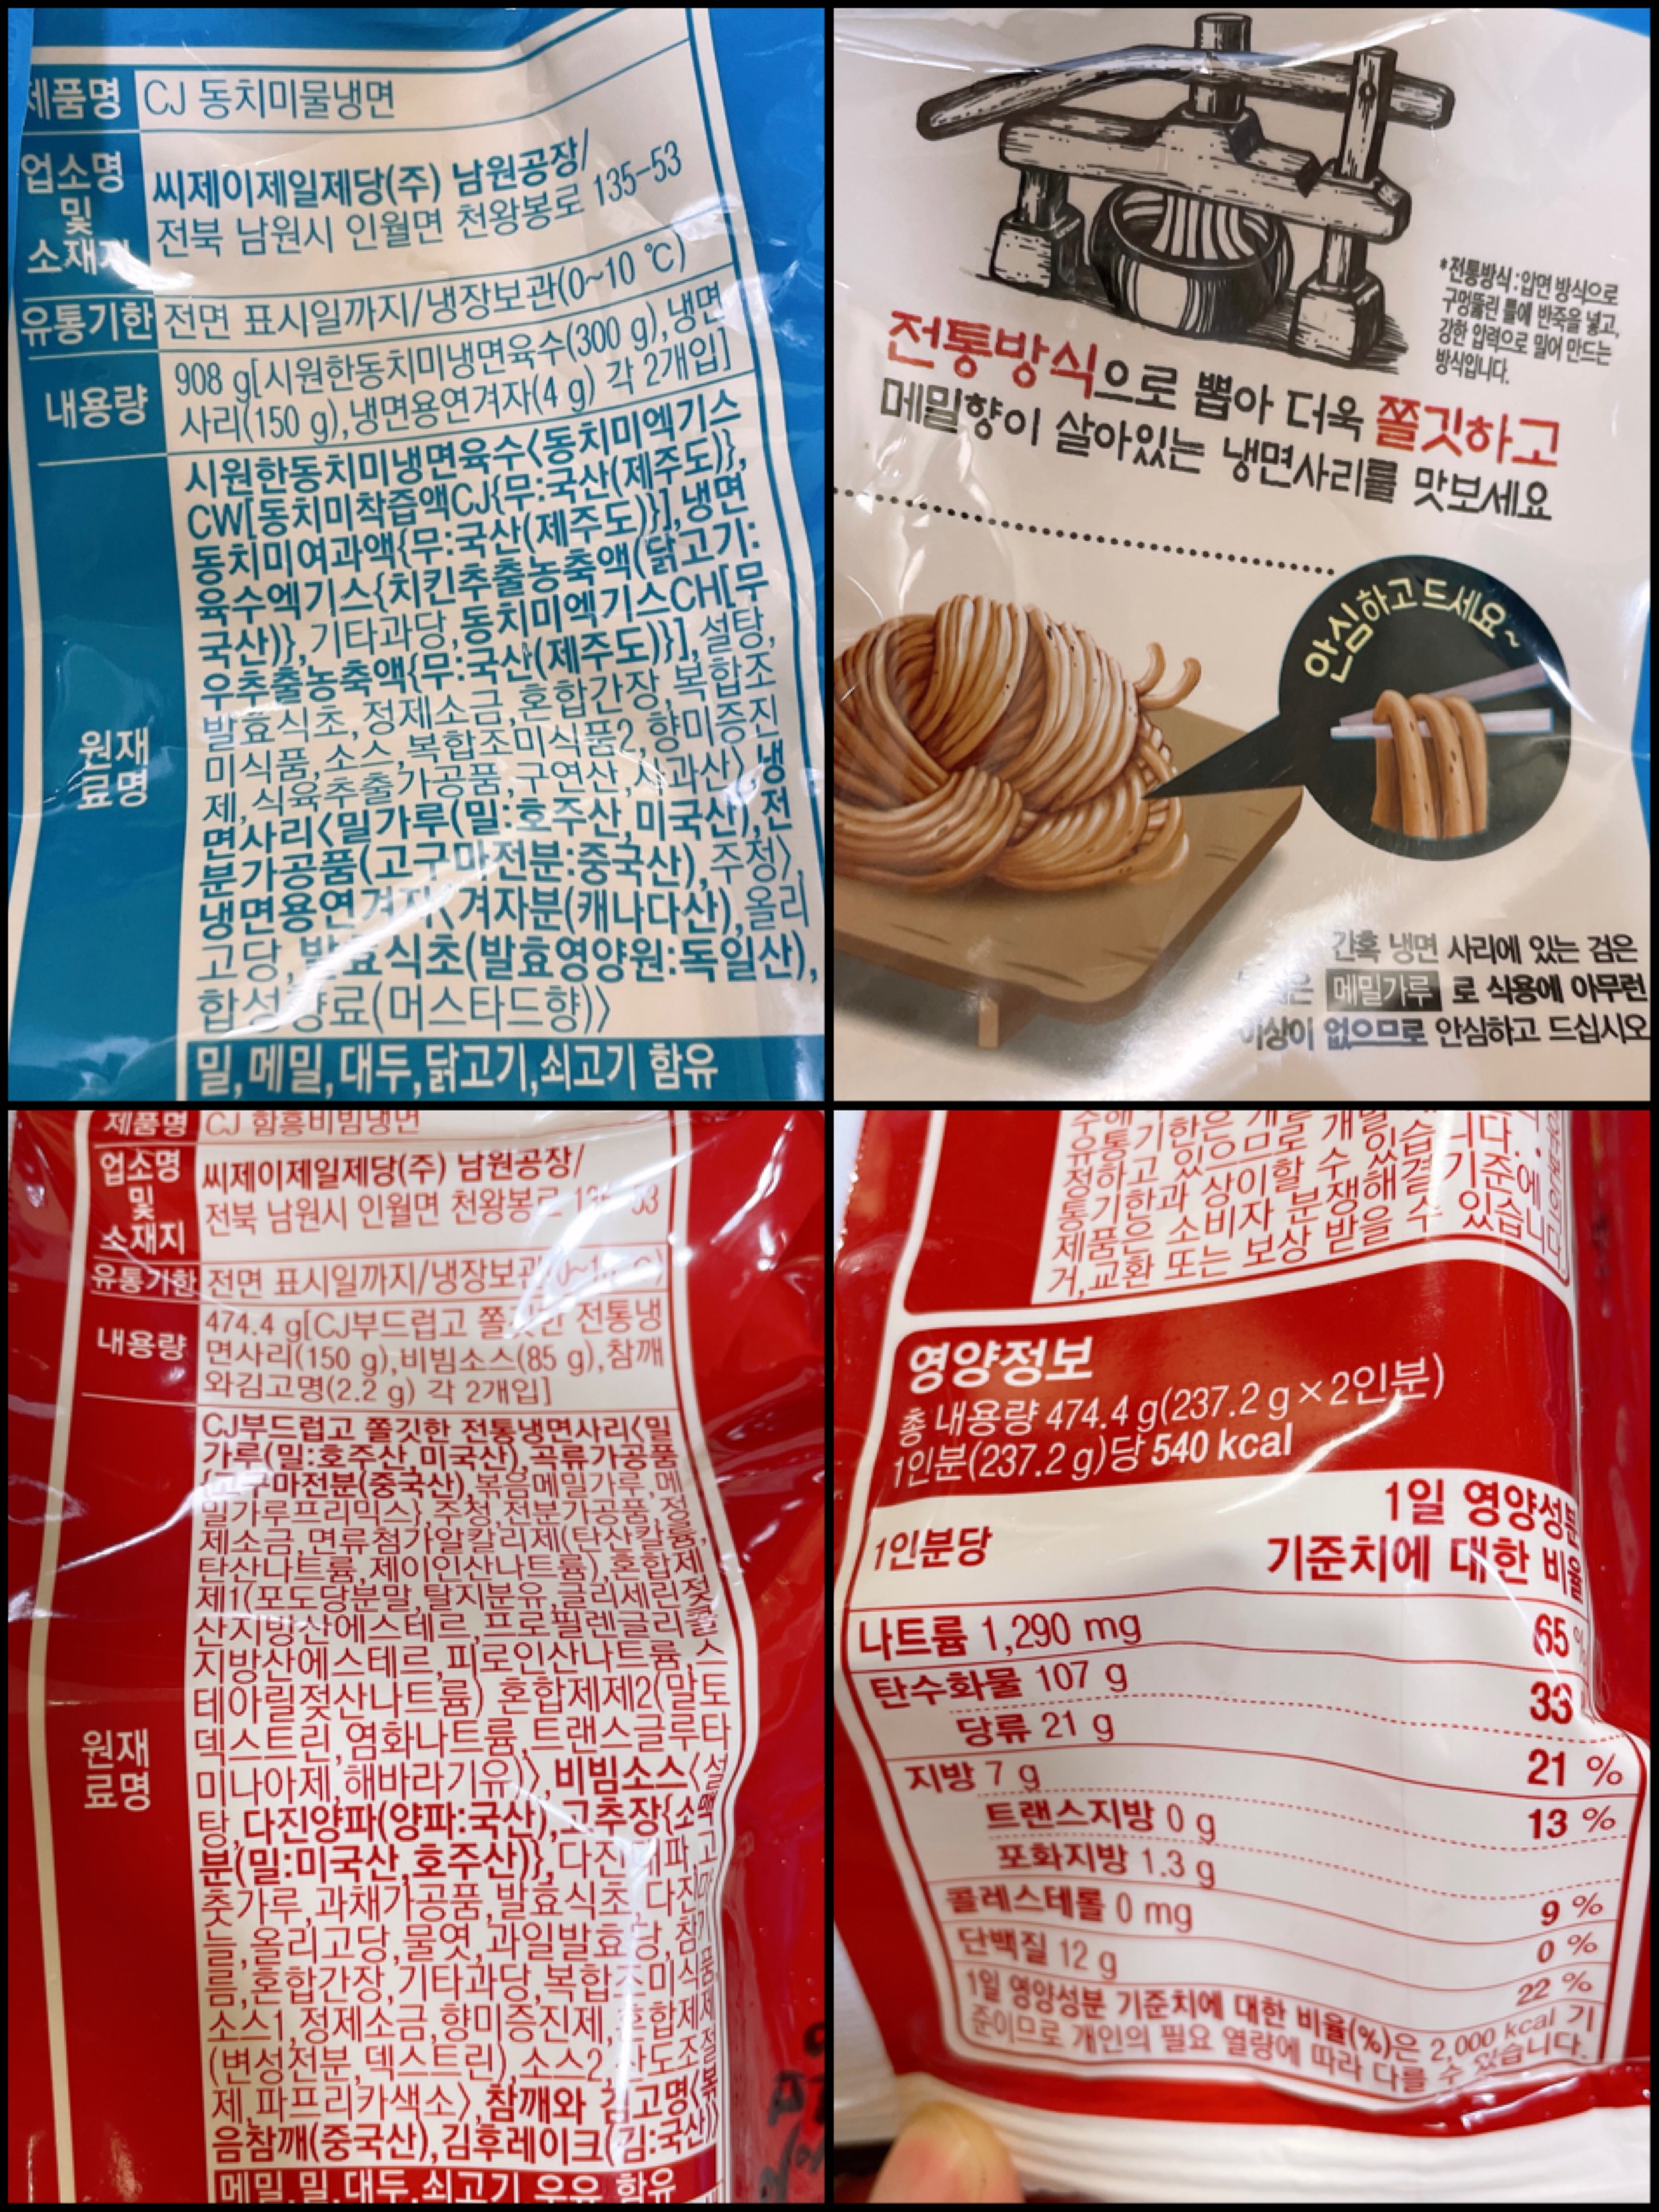 제품명 CJ 동치미물냉면
업소명 및 소재지 씨제이제일제당(주) 남원공장/
전북 남원시 인월면 천왕봉로 135-53
유통기한 전면 표시일까지/냉장보관(0~10 ℃)
내용량 908 g[시원한동치미냉면육수(300 g),냉면
사리(150 g),냉면용연겨자(4 g) 각 2개입]
원재료명
시원한동치미냉면육수<동치미엑기스
CW[동치미착즙액CJ{무:국산(제주도)},
동치미여과액{무:국산(제주도)}],냉면
육수엑기스{치킨추출농축액(닭고기:
국산)},기타과당,동치미엑기스CH[무
우추출농축액{무:국산(제주도)}],설탕,
발효식초,정제소금,혼합간장,복합조
미식품,소스,복합조미식품2,향미증진
제,식육추출가공품,구연산,사과산>,냉
면사리<밀가루(밀:호주산,미국산),전
분가공품(고구마전분:중국산),주정>,
냉면용연겨자<겨자분(캐나다산),올리
고당,발효식초(발효영양원:독일산),
합성향료(머스타드향)>
밀,메밀,대두,닭고기,쇠고기 함유
*전통방식:압면 방식으로
구멍뚫린 틀에 반죽을 넣고,
강한 압력으로 밀어 만드는
방식입니다.
전통방식으로 뽑아 더욱 쫄깃하고
메밀향이 살아있는 냉면사리를 맛보세요
안심하고 드세요~
간혹 냉면 사리에 있는 검은
메밀가루 로 식용에 아무런
이상이 없으므로 안심하고 드십시오
제품명 CJ 함흥비빔냉면
업소명 및 소재지 씨제이제일제당(주) 남원공장/
전북 남원시 인월면 천왕봉로 135-53
유통기한 전면 표시일까지/냉장보관
내용량 474.4 g[CJ부드럽고 쫄깃한 전통냉
면사리(150 g),비빔소스(85 g),참깨
와김고명(2.2 g) 각 2개입]
원재료명
CJ부드럽고 쫄깃한 전통냉면사리<밀
가루(밀:호주산,미국산),곡류가공품
{고구마전분(중국산),볶음메밀가루,메
밀가루프리믹스},주정,전분가공품,정
제소금,면류첨가알칼리제(탄산칼륨,
탄산나트륨,제이인산나트륨),혼합제
제1(포도당분말,탈지분유,글리세린젖
산지방산에스테르,프로필렌글리콜
지방산에스테르,피로인산나트륨,스
테아릴젖산나트륨) 혼합제제2(말토
덱스트린,염화나트륨,트랜스글루타
미나아제,해바라기유)>,비빔소스<설
탕,다진양파(양파:국산),고추장{소맥
분(밀:미국산,호주산)},다진대파,고
춧가루,과채가공품,발효식초,다진마
늘,올리고당,물엿,과일발효당,참기
름,혼합간장,기타과당,복합조미식품
소스1,정제소금,향미증진제,혼합제제
(변성전분,덱스트린),소스2,산도조절
제,파프리카색소>,참깨와 김고명<볶
음참깨(중국산),김후레이크(김:국산)>
메밀,밀,대두,쇠고기 우유 함유
유통기한은 개봉
정하고 있으므로 개별
통기한과 상이할 수 있습니다.
제품은 소비자 분쟁해결 기준에
거,교환 또는 보상 받을 수 있습니다
영양정보
총 내용량 474.4 g(237.2 g×2인분)
1인분(237.2 g)당 540 kcal
1인분당 1일 영양성분
기준치에 대한 비율
나트륨 1,290 mg 65 %
탄수화물 107 g 33
당류 21 g 21 %
지방 7 g 13 %
트랜스지방 0 g
포화지방 1.3 g 9 %
콜레스테롤 0 mg 0 %
단백질 12 g 22 %
1일 영양성분 기준치에 대한 비율(%)은 2,000 kcal 기
준이므로 개인의 필요 열량에 따라 다를 수 있습니다.